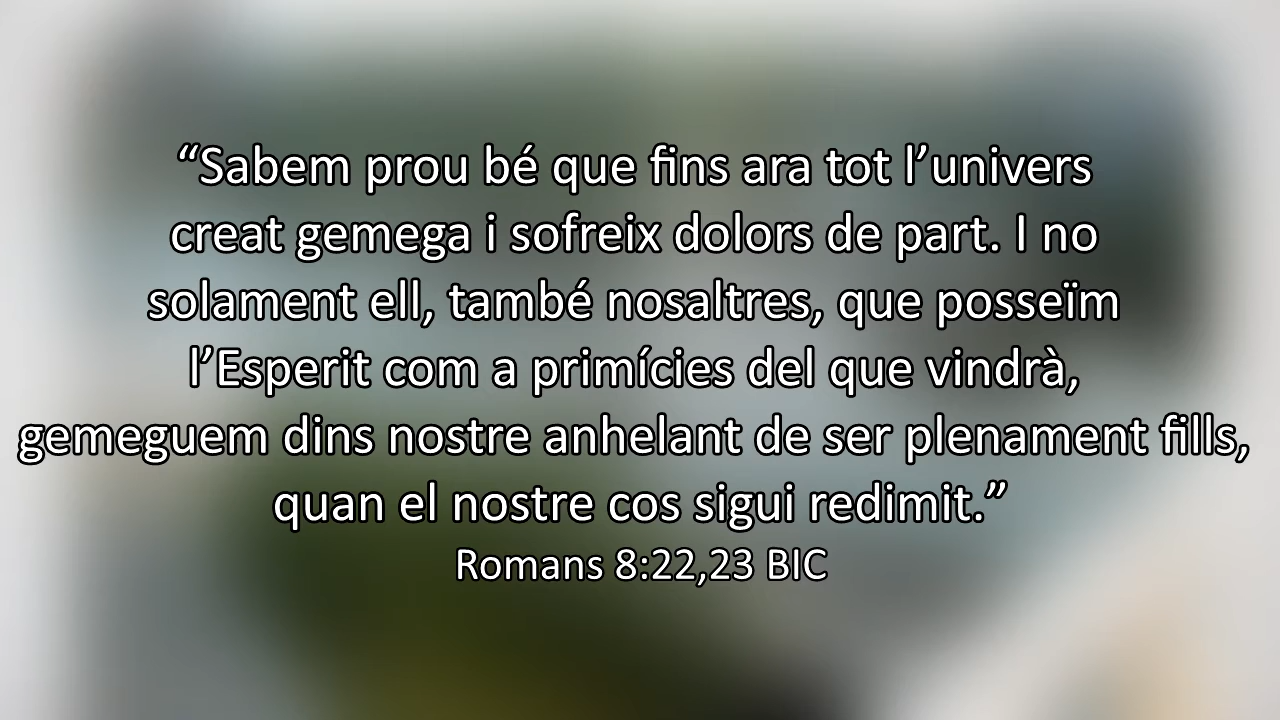 “Sabem prou bé que fins ara tot l’univers
creat gemega i sofreix dolors de part. I no
solament ell, també nosaltres, que posseïm
l’Esperit com a primícies del que vindrà,
gemeguem dins nostre anhelant de ser plenament fills,
quan el nostre cos sigui redimit.”
Romans 8:22,23 BIC